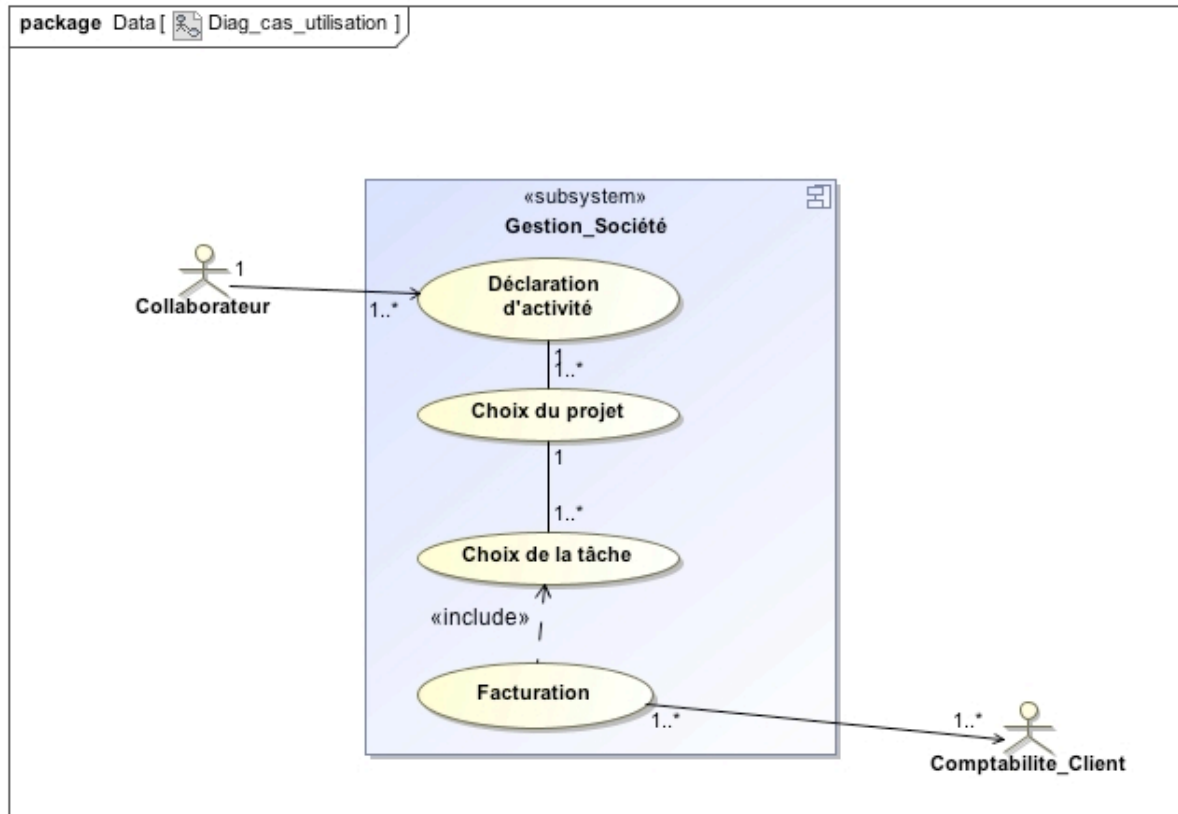 package Data [ Diag_cas_utilisation ]
«subsystem»
Gestion_Société
1
Collaborateur
1..*
Déclaration
d'activité
1
1..*
Choix du projet
1
1..*
Choix de la tâche
«include»
Facturation
1..*
1..*
Comptabilite_Client